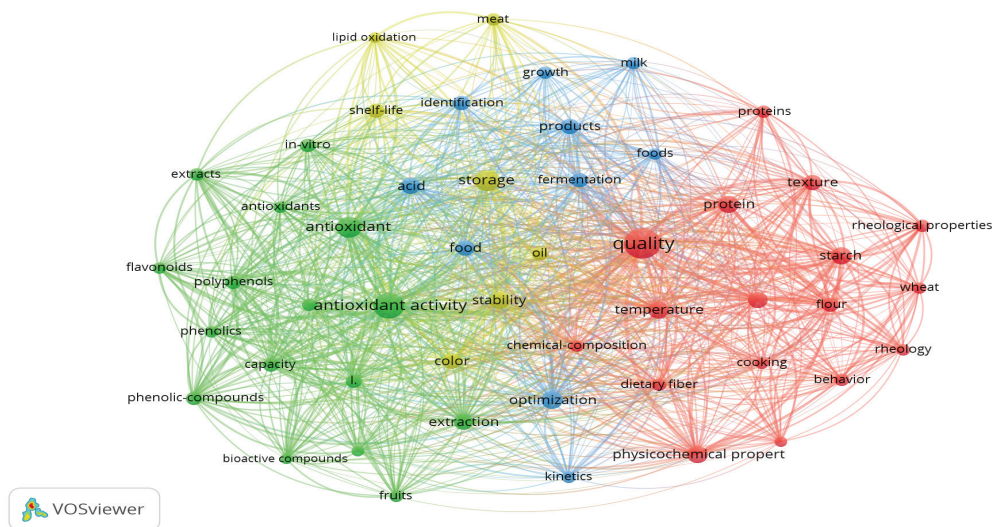 meat
lipid oxidation
milk
growth
identification
shelf-life
proteins
products
in-vitro
foods
extracts
storage
fermentation
texture
acid
antioxidants
protein
antioxidant
rheological properties
quality
food
oil
starch
flavonoids
polyphenols
wheat
stability
antioxidant activity
flour
temperature
phenolics
chemical-composition
rheology
color
capacity
cooking
l.
behavior
dietary fiber
phenolic-compounds
optimization
extraction
physicochemical propert
bioactive compounds
kinetics
fruits
VOSviewer